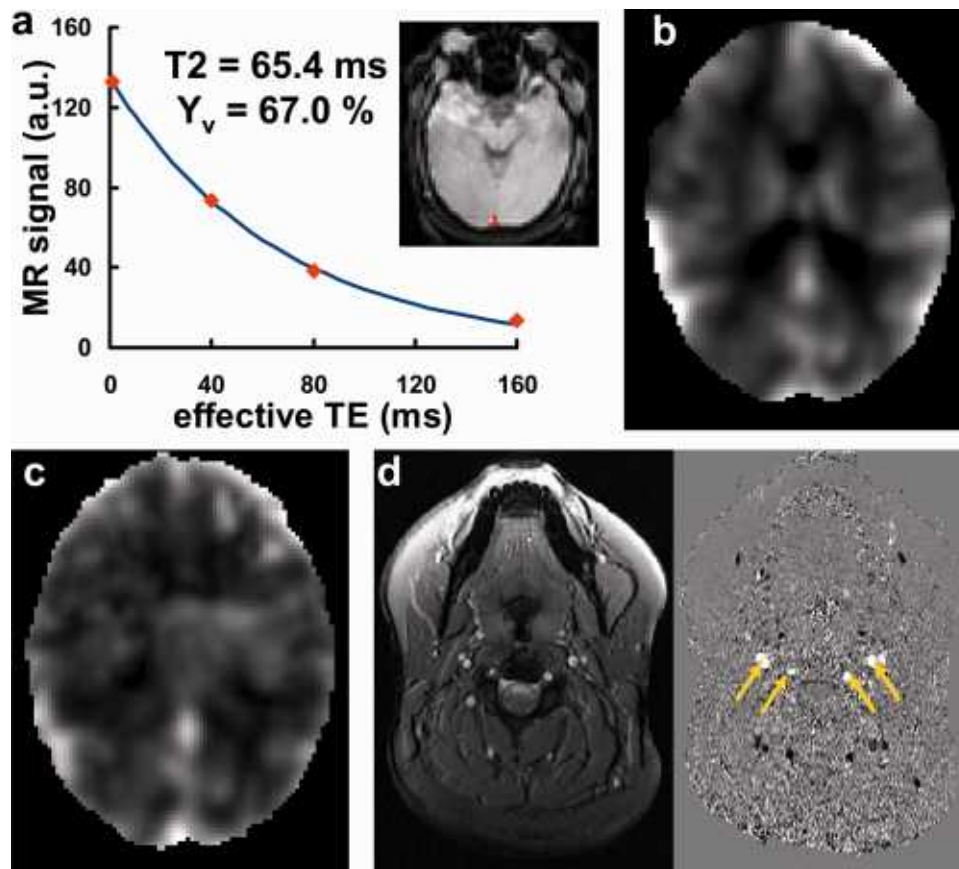 a
160
120
80
40
0
MR signal (a.u.)
T2 = 65.4 ms
Yv = 67.0 %
0 40 80 120 160
effective TE (ms)
b
c
d